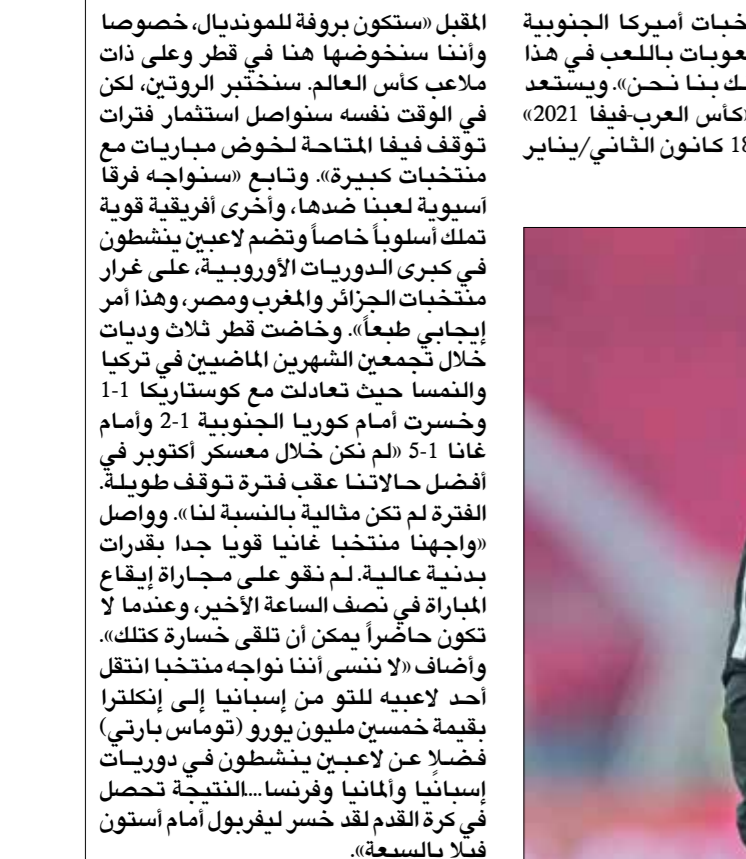 خبات أميركا الجنوبية
عوبات باللعب في هذا
ك بنا نحن». ويستعد
«كأس العرب-فيفا 2021»
18 كانون الثاني/يناير
المقبل «ستكون بروفة للمونديال، خصوصا
وأننا سنخوضها هنا في قطر وعلى ذات
ملاعب كأس العالم. سنختبر الروتين، لكن
في الوقت نفسه سنواصل استثمار فترات
توقف فيفا المتاحة لخوض مباريات مع
منتخبات كبيرة». وتابع «سنواجه فرقا
آسيوية لعبنا ضدها، وأخرى أفريقية قوية
تملك أسلوباً خاصاً وتضم لاعبين ينشطون
في كبرى الدوريات الأوروبية، على غرار
منتخبات الجزائر والمغرب ومصر، وهذا أمر
إيجابي طبعاً». وخاضت قطر ثلاث وديات
خلال تجمعين الشهرين الماضيين في تركيا
والنمسا حيث تعادلت مع كوستاريكا 1-1
وخسرت أمام كوريا الجنوبية 1-2 وأمام
غانا 1-5 «لم نكن خلال معسكر أكتوبر في
أفضل حالاتنا عقب فترة توقف طويلة.
الفترة لم تكن مثالية بالنسبة لنا». وواصل
«واجهنا منتخبا غانيا قويا جدا بقدرات
بدنية عالية. لم نقو على مجاراة إيقاع
المباراة في نصف الساعة الأخير، وعندما لا
تكون حاضراً يمكن أن تلقى خسارة كتلك».
وأضاف «لا ننسى أننا نواجه منتخبا انتقل
أحد لاعبيه للتو من إسبانيا إلى إنكلترا
بقيمة خمسين مليون يورو (توماس بارتي)
فضلا عن لاعبين ينشطون في دوريات
إسبانيا وألمانيا وفرنسا...النتيجة تحصل
في كرة القدم لقد خسر ليفربول أمام أستون
فيلا بالسبعة».